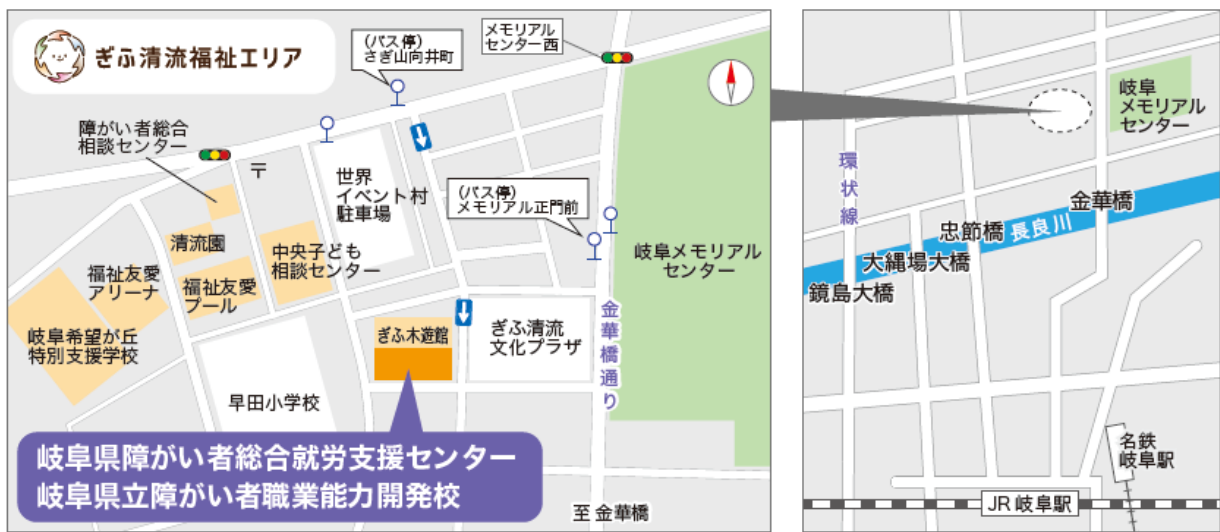 ぎふ清流福祉エリア
(バス停)
さぎ山向井町
メモリアル
センター西
障がい者総合
相談センター
〒
世界
イベント村
駐車場
(バス停)
メモリアル正門前
清流園
中央子ども
相談センター
岐阜メモリアル
センター
福祉友愛
アリーナ
福祉友愛
プール
岐阜希望が丘
特別支援学校
ぎふ木遊館
ぎふ清流
文化プラザ
金華橋通り
早田小学校
岐阜県障がい者総合就労支援センター
岐阜県立障がい者職業能力開発校
至 金華橋
岐阜
メモリアル
センター
環状線
金華橋
忠節橋
長良川
大縄場大橋
鏡島大橋
名鉄
岐阜駅
JR 岐阜駅